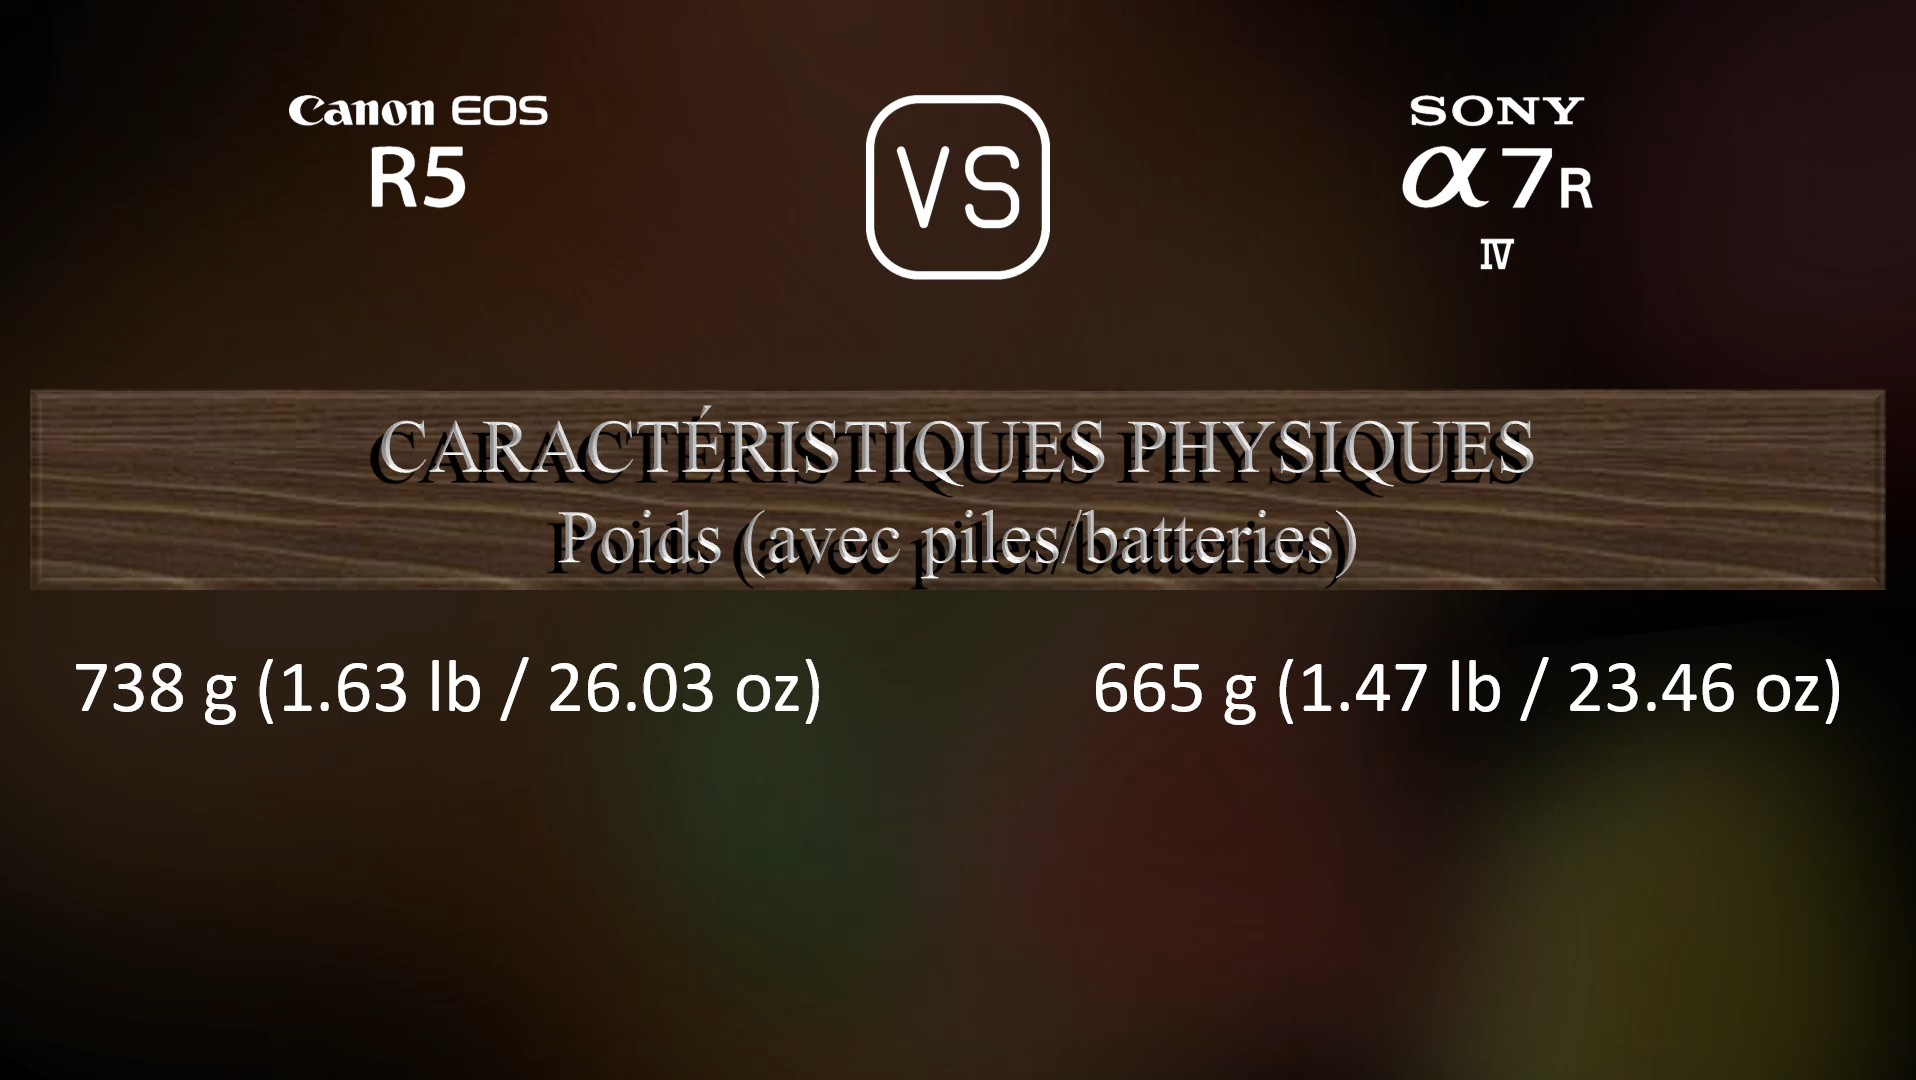 Canon EOS
R5
VS
SONY
α7R
IV
CARACTÉRISTIQUES PHYSIQUES
Poids (avec piles/batteries)
738 g (1.63 lb / 26.03 oz)
665 g (1.47 lb / 23.46 oz)